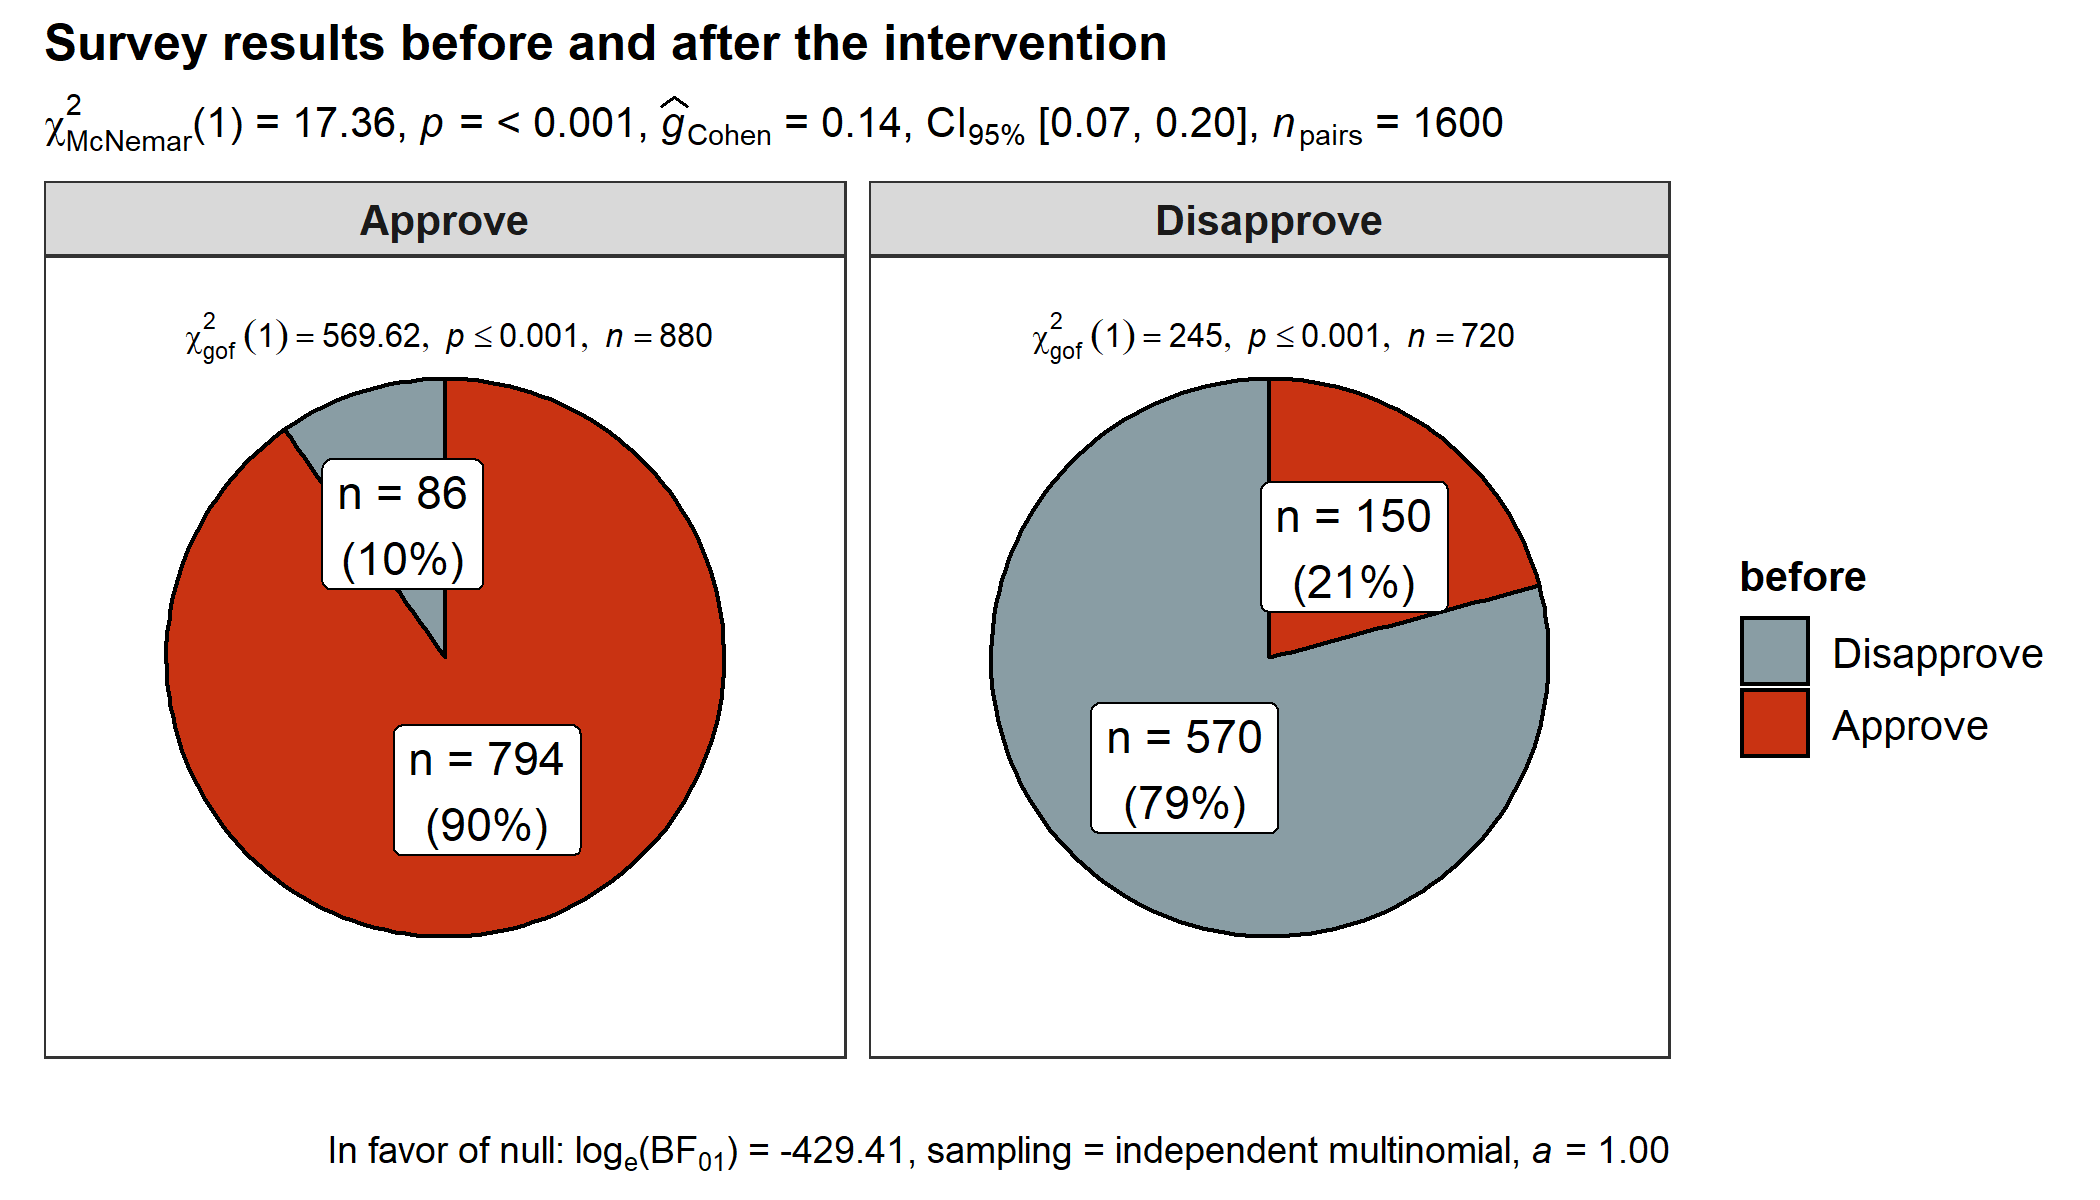 Survey results before and after the intervention
χ²McNemar(1) = 17.36, p = < 0.001, ĝCohen = 0.14, CI95% [0.07, 0.20], npairs = 1600
Approve
χ²gof (1) = 569.62, p ≤ 0.001, n = 880
n = 86
(10%)
n = 794
(90%)
Disapprove
χ²gof (1) = 245, p ≤ 0.001, n = 720
n = 150
(21%)
n = 570
(79%)
before
Disapprove
Approve
In favor of null: loge(BF01) = -429.41, sampling = independent multinomial, a = 1.00